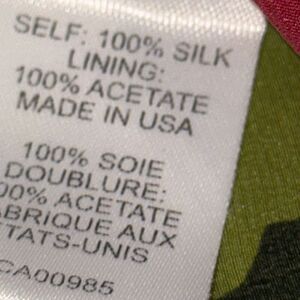 SELF: 100% SILK
LINING:
100% ACETATE
MADE IN USA
100% SOIE
DOUBLURE:
00% ACETATE
ABRIQUE AUX
TATS-UNIS
CA00985